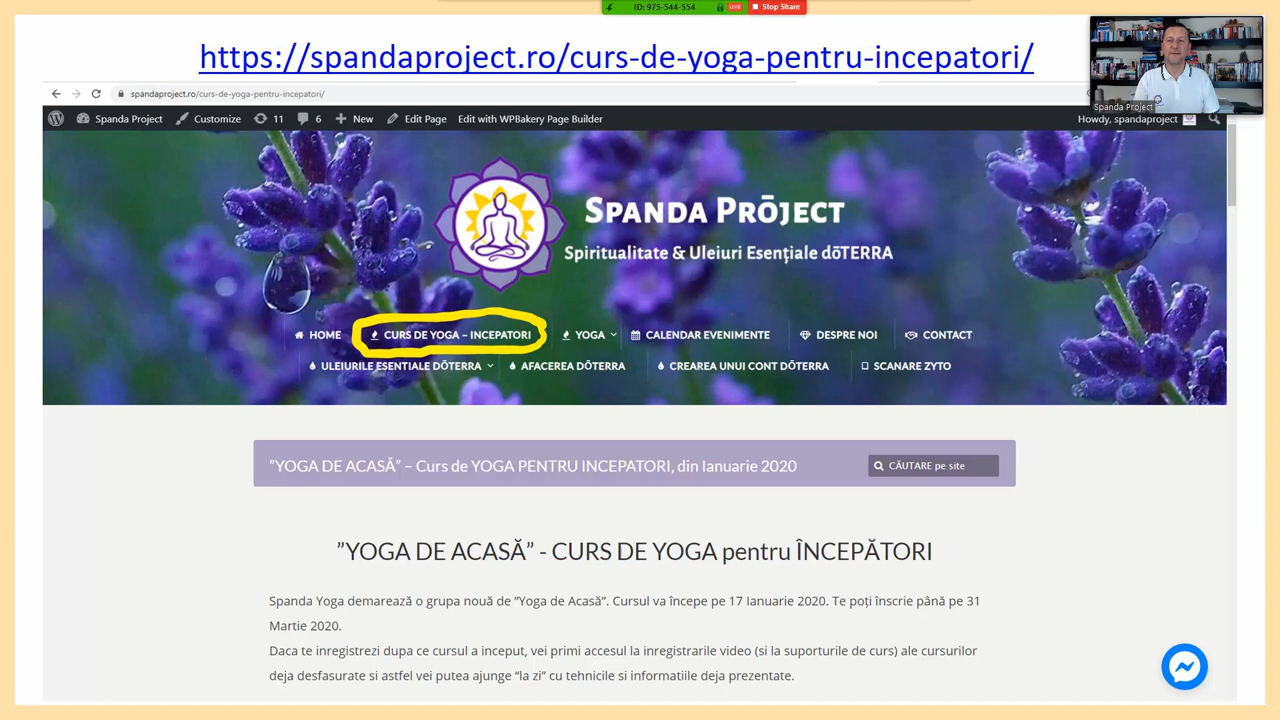 ID: 975-544-554
LIVE
Stop Share
https://spandaproject.ro/curs-de-yoga-pentru-incepatori/
Spanda Project
spandaproject.ro/curs-de-yoga-pentru-incepatori/
Spanda Project
Customize
11
6
New
Edit Page
Edit with WPBakery Page Builder
Howdy, spandaproject
SPANDA PRŌJECT
Spiritualitate & Uleiuri Esențiale dōTERRA
HOME
CURS DE YOGA – INCEPATORI
YOGA
CALENDAR EVENIMENTE
DESPRE NOI
CONTACT
ULEIURILE ESENTIALE DŌTERRA
AFACEREA DŌTERRA
CREAREA UNUI CONT DŌTERRA
SCANARE ZYTO
”YOGA DE ACASĂ” – Curs de YOGA PENTRU INCEPATORI, din Ianuarie 2020
CĂUTARE pe site
”YOGA DE ACASĂ” - CURS DE YOGA pentru ÎNCEPĂTORI
Spanda Yoga demarează o grupa nouă de ”Yoga de Acasă”. Cursul va începe pe 17 Ianuarie 2020. Te poți înscrie până pe 31
Martie 2020.
Daca te inregistrezi dupa ce cursul a inceput, vei primi accesul la inregistrarile video (si la suporturile de curs) ale cursurilor
deja desfasurate si astfel vei putea ajunge “la zi” cu tehnicile si informatiile deja prezentate.